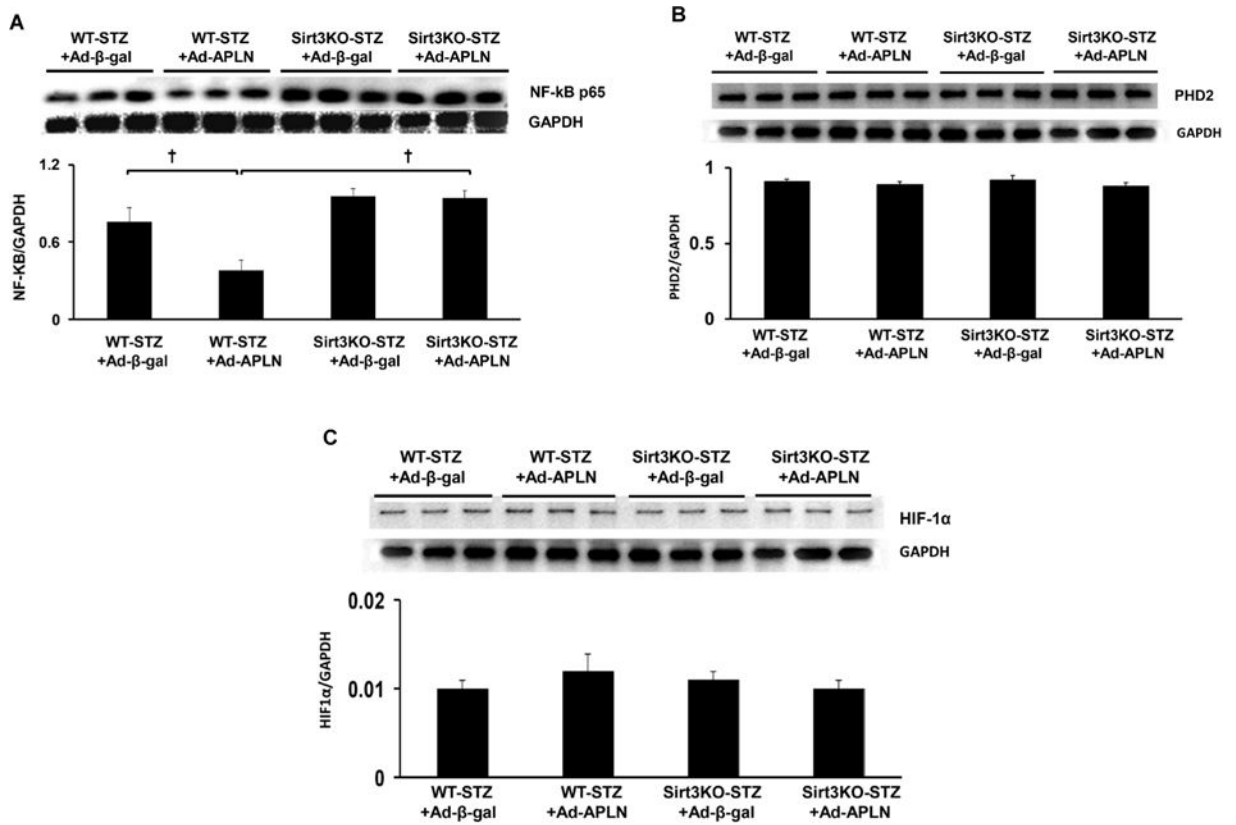 A
WT-STZ +Ad-β-gal
WT-STZ +Ad-APLN
Sirt3KO-STZ +Ad-β-gal
Sirt3KO-STZ +Ad-APLN
NF-kB p65
GAPDH
† †
1.2
0.6
0
NF-KB/GAPDH
WT-STZ +Ad-β-gal
WT-STZ +Ad-APLN
Sirt3KO-STZ +Ad-β-gal
Sirt3KO-STZ +Ad-APLN
B
WT-STZ +Ad-β-gal
WT-STZ +Ad-APLN
Sirt3KO-STZ +Ad-β-gal
Sirt3KO-STZ +Ad-APLN
PHD2
GAPDH
1
0.5
0
PHD2/GAPDH
WT-STZ +Ad-β-gal
WT-STZ +Ad-APLN
Sirt3KO-STZ +Ad-β-gal
Sirt3KO-STZ +Ad-APLN
C
WT-STZ +Ad-β-gal
WT-STZ +Ad-APLN
Sirt3KO-STZ +Ad-β-gal
Sirt3KO-STZ +Ad-APLN
HIF-1α
GAPDH
0.02
0.01
0
HIF1α/GAPDH
WT-STZ +Ad-β-gal
WT-STZ +Ad-APLN
Sirt3KO-STZ +Ad-β-gal
Sirt3KO-STZ +Ad-APLN